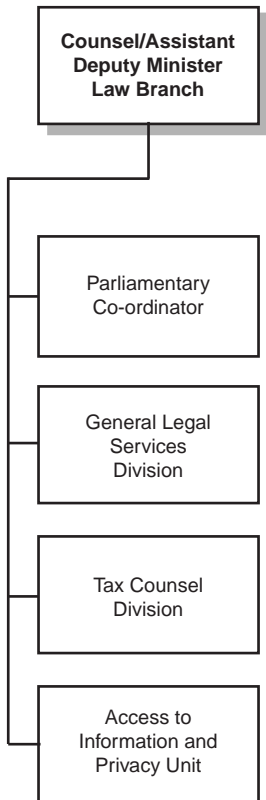 Counsel/Assistant
Deputy Minister
Law Branch
Parliamentary
Co-ordinator
General Legal
Services
Division
Tax Counsel
Division
Access to
Information and
Privacy Unit